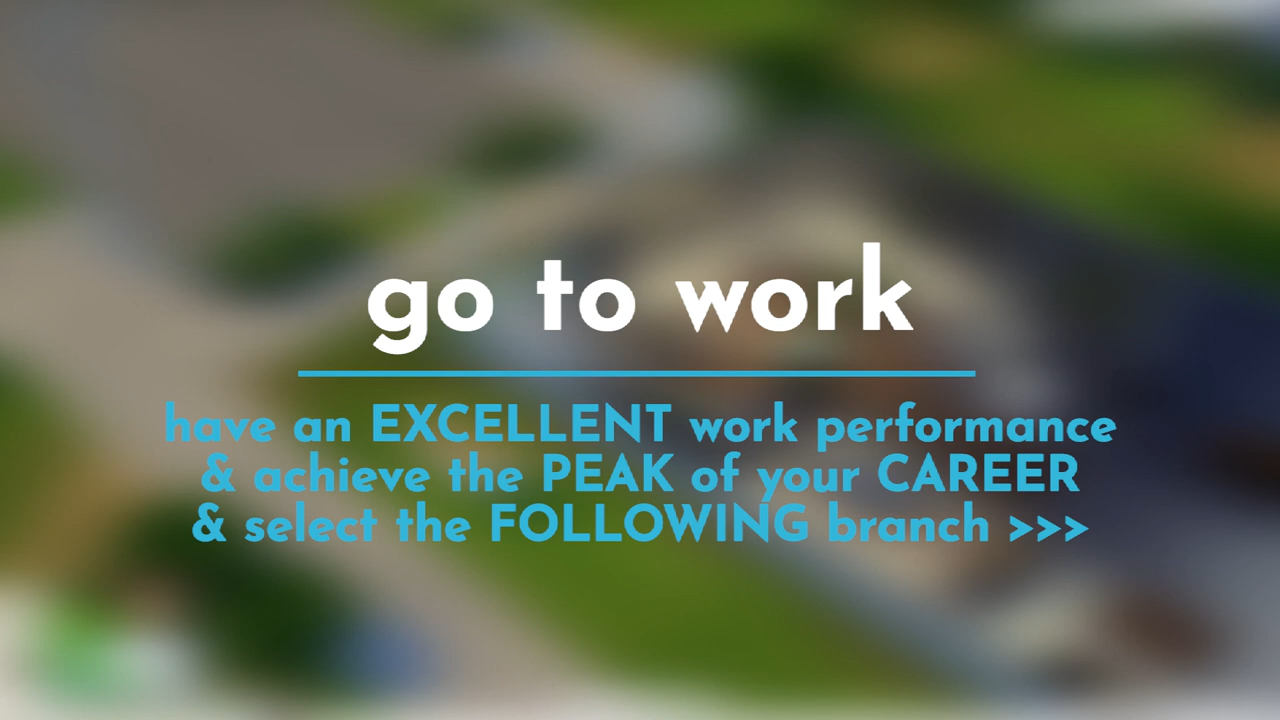 go to work
have an EXCELLENT work performance
& achieve the PEAK of your CAREER
& select the FOLLOWING branch >>>